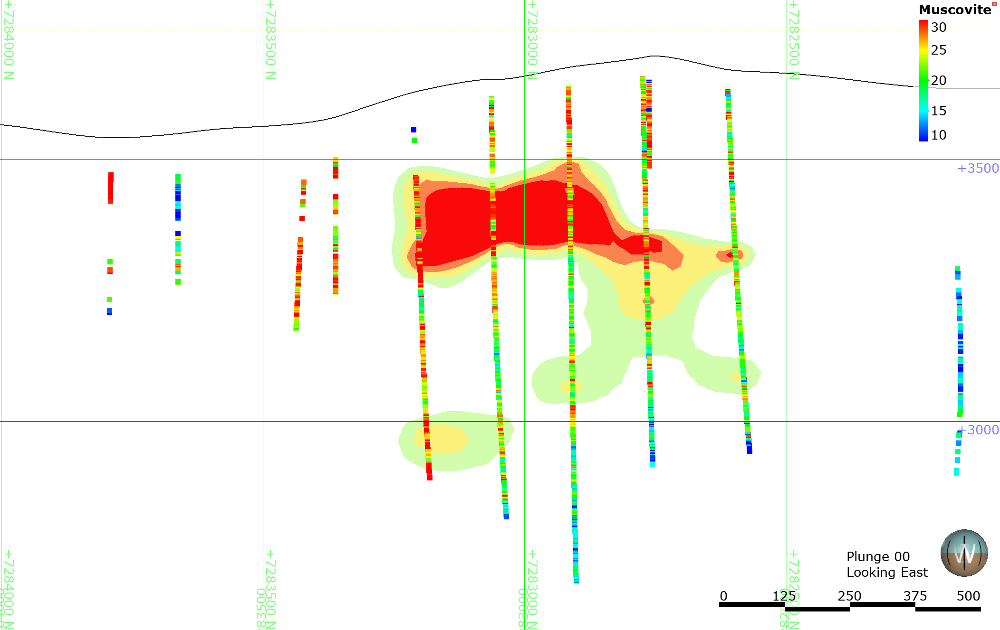 +7284000 N
+7283500 N
+7283000 N
+7282500 N
Muscovite
30
25
20
15
10
+3500
+3000
Plunge 00
Looking East
W
0 125 250 375 500
+7284000 N
+7283500 N
+7283000 N
+7282500 N